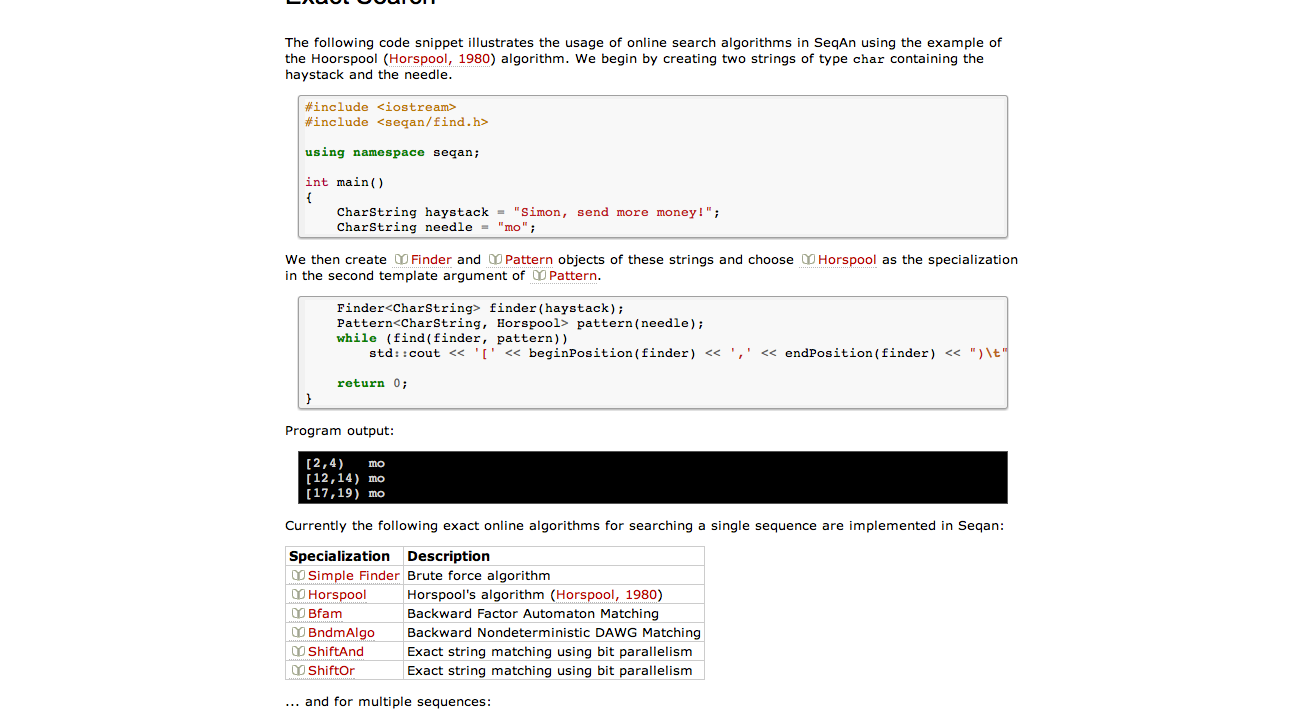 Exact Search
The following code snippet illustrates the usage of online search algorithms in SeqAn using the example of
the Hoorspool (Horspool, 1980) algorithm. We begin by creating two strings of type char containing the
haystack and the needle.
#include <iostream>
#include <seqan/find.h>
using namespace seqan;
int main()
{
    CharString haystack = "Simon, send more money!";
    CharString needle = "mo";
We then create Finder and Pattern objects of these strings and choose Horspool as the specialization
in the second template argument of Pattern.
    Finder<CharString> finder(haystack);
    Pattern<CharString, Horspool> pattern(needle);
    while (find(finder, pattern))
        std::cout << '[' << beginPosition(finder) << ',' << endPosition(finder) << ")\t"
    return 0;
}
Program output:
[2,4)   mo
[12,14) mo
[17,19) mo
Currently the following exact online algorithms for searching a single sequence are implemented in Seqan:
Specialization Description
Simple Finder Brute force algorithm
Horspool Horspool's algorithm (Horspool, 1980)
Bfam Backward Factor Automaton Matching
BndmAlgo Backward Nondeterministic DAWG Matching
ShiftAnd Exact string matching using bit parallelism
ShiftOr Exact string matching using bit parallelism
... and for multiple sequences: